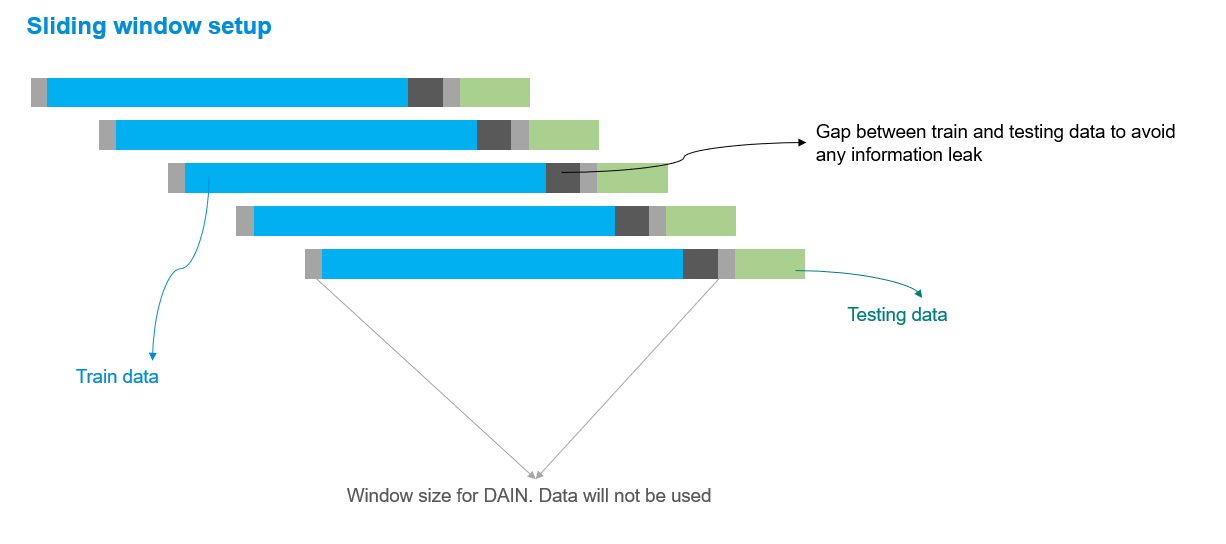 Sliding window setup
Gap between train and testing data to avoid
any information leak
Testing data
Train data
Window size for DAIN. Data will not be used